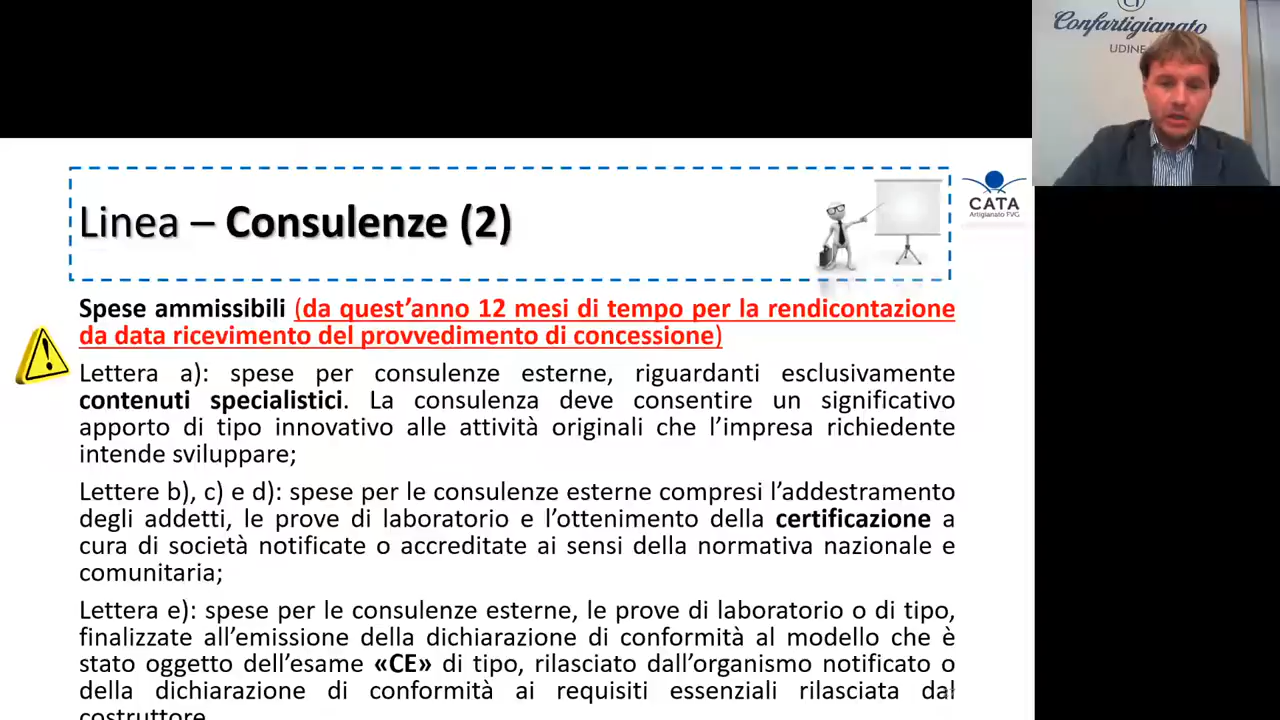 Confartigianato
UDINE
Linea – Consulenze (2)
CATA
Artigianato FVG
Spese ammissibili (da quest'anno 12 mesi di tempo per la rendicontazione
da data ricevimento del provvedimento di concessione)
Lettera a): spese per consulenze esterne, riguardanti esclusivamente
contenuti specialistici. La consulenza deve consentire un significativo
apporto di tipo innovativo alle attività originali che l'impresa richiedente
intende sviluppare;
Lettere b), c) e d): spese per le consulenze esterne compresi l'addestramento
degli addetti, le prove di laboratorio e l'ottenimento della certificazione a
cura di società notificate o accreditate ai sensi della normativa nazionale e
comunitaria;
Lettera e): spese per le consulenze esterne, le prove di laboratorio o di tipo,
finalizzate all'emissione della dichiarazione di conformità al modello che è
stato oggetto dell'esame «CE» di tipo, rilasciato dall'organismo notificato o
della dichiarazione di conformità ai requisiti essenziali rilasciata dal
costruttore.